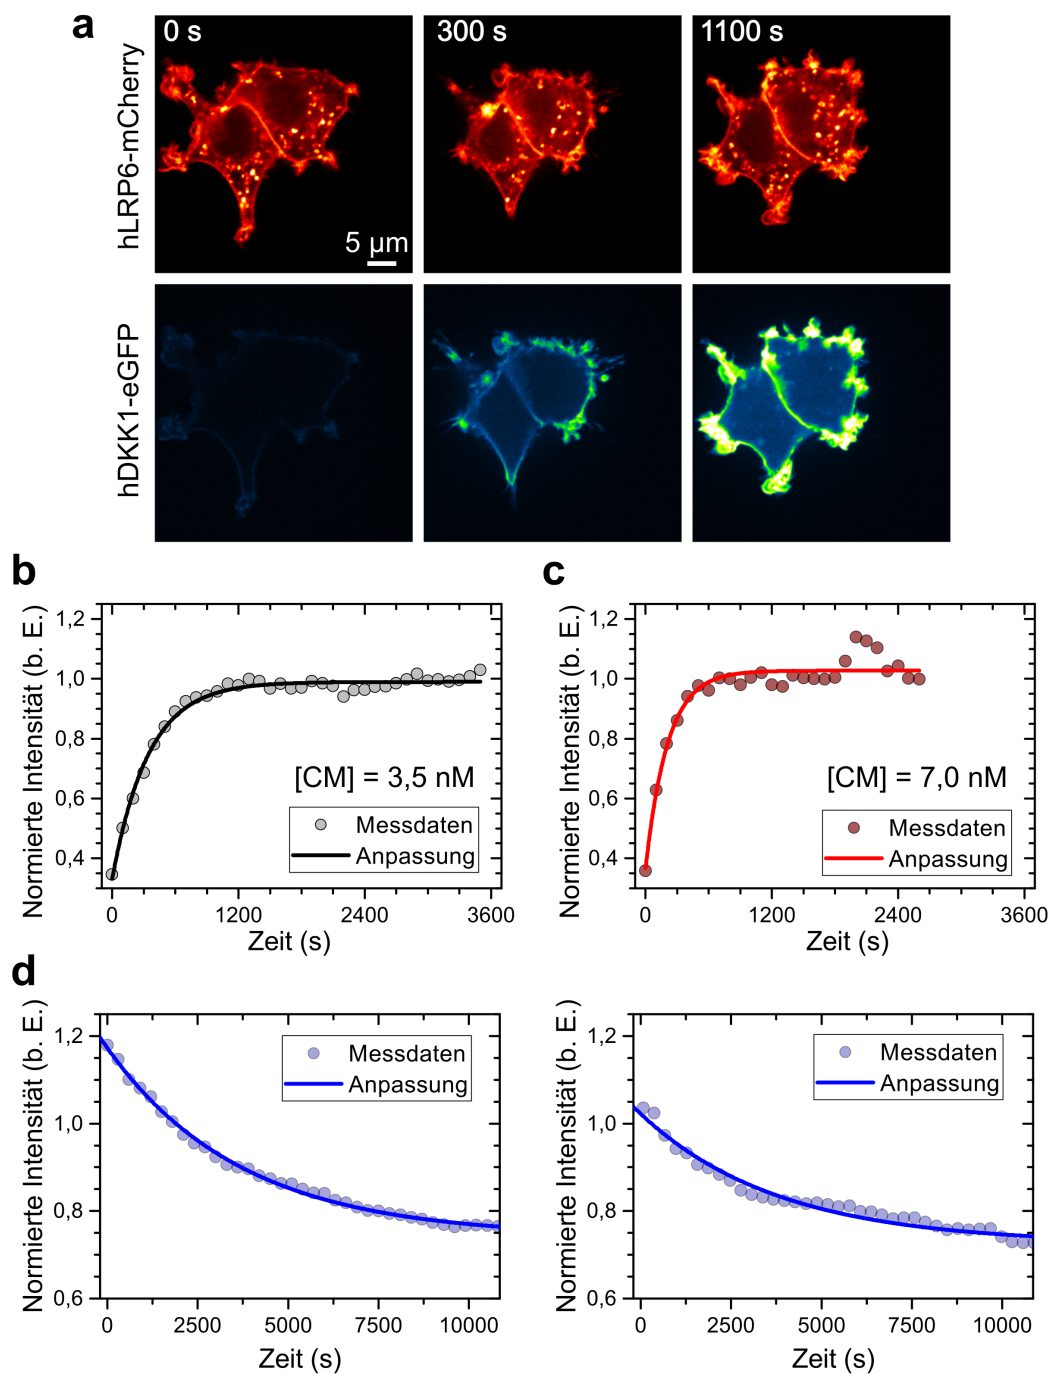 a
0 s
300 s
1100 s
hLRP6-mCherry
5 µm
hDKK1-eGFP
b
Normierte Intensität (b. E.)
1,2
1,0
0,8
0,6
0,4
[CM] = 3,5 nM
Messdaten
Anpassung
0
1200
2400
3600
Zeit (s)
c
Normierte Intensität (b. E.)
1,2
1,0
0,8
0,6
0,4
[CM] = 7,0 nM
Messdaten
Anpassung
0
1200
2400
3600
Zeit (s)
d
Normierte Intensität (b. E.)
1,2
1,0
0,8
0,6
Messdaten
Anpassung
0
2500
5000
7500
10000
Zeit (s)
Normierte Intensität (b. E.)
1,2
1,0
0,8
0,6
Messdaten
Anpassung
0
2500
5000
7500
10000
Zeit (s)